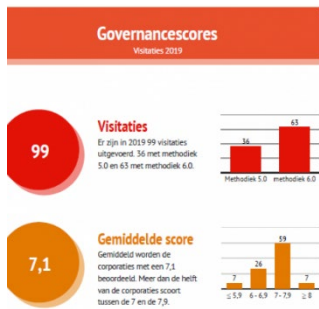 Governancescores
Visitaties 2019
99
Visitaties
Er zijn in 2019 99 visitaties
uitgevoerd. 36 met methodiek
5.0 en 63 met methodiek 6.0.
36
63
Methodiek 5.0 methodiek 6.0
7,1
Gemiddelde score
Gemiddeld worden de
corporaties met een 7,1
beoordeeld. Meer dan de helft
van de corporaties scoort
tussen de 7 en de 7,9.
7
26
59
7
≤ 5,9 6 - 6,9 7 - 7,9 ≥ 8